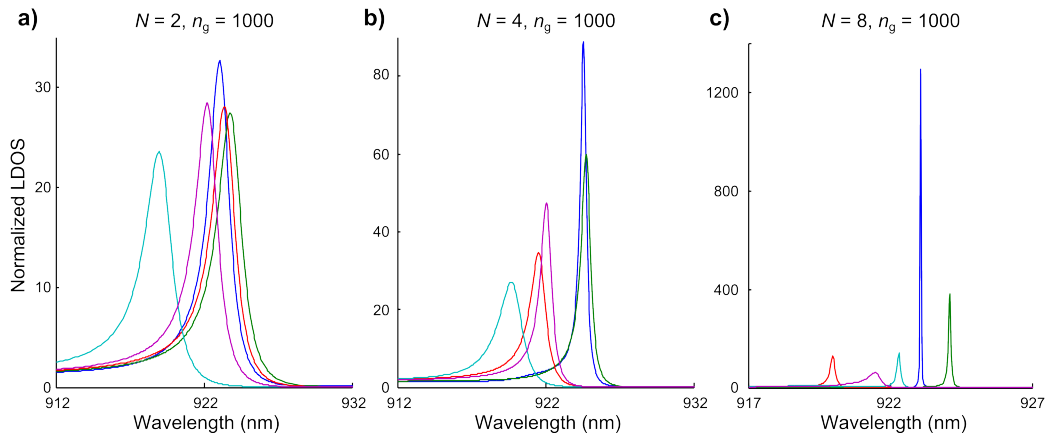 a) N = 2, ng = 1000
b) N = 4, ng = 1000
c) N = 8, ng = 1000
Normalized LDOS
30
20
10
0
912 922 932
Wavelength (nm)
80
60
40
20
0
912 922 932
Wavelength (nm)
1200
800
400
0
917 922 927
Wavelength (nm)